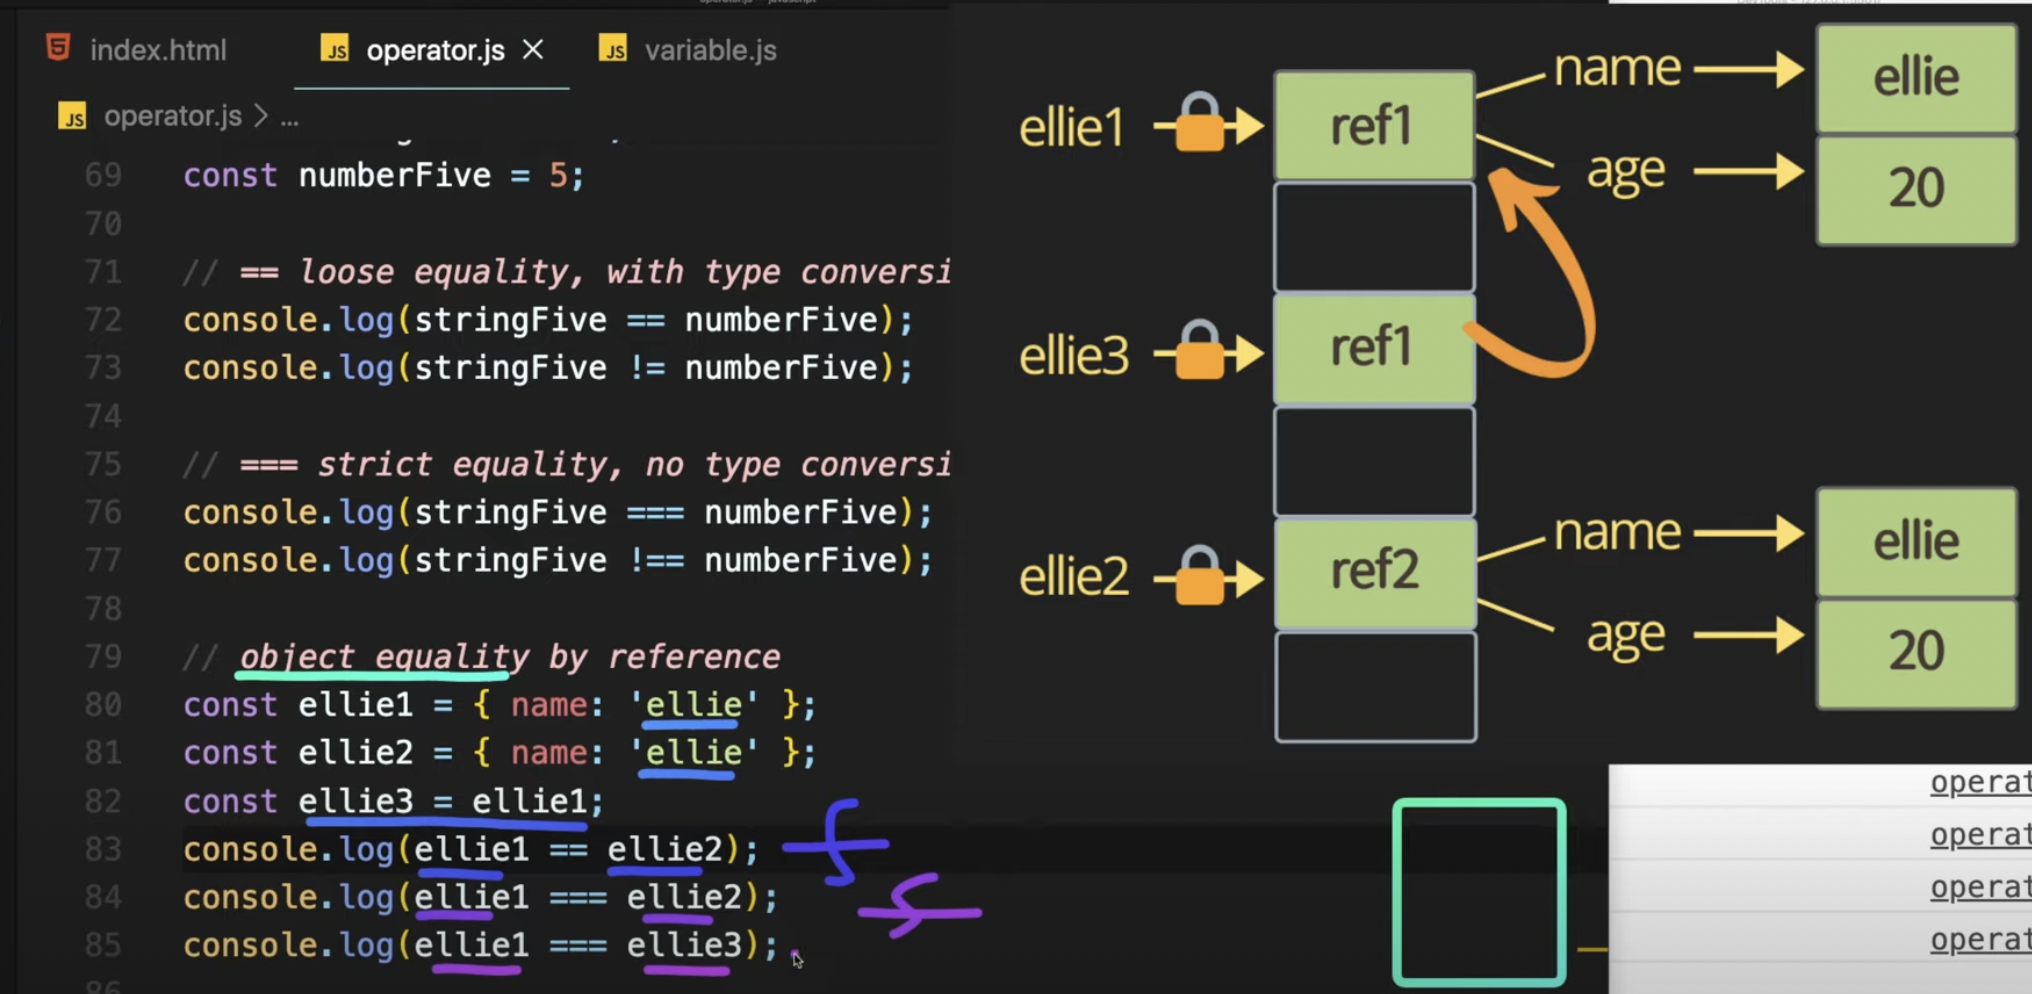 index.html
JS operator.js ×
JS variable.js
JS operator.js > ...
69 const numberFive = 5;
70
71 // == loose equality, with type conversi
72 console.log(stringFive == numberFive);
73 console.log(stringFive != numberFive);
74
75 // === strict equality, no type conversi
76 console.log(stringFive === numberFive);
77 console.log(stringFive !== numberFive);
78
79 // object equality by reference
80 const ellie1 = { name: 'ellie' };
81 const ellie2 = { name: 'ellie' };
82 const ellie3 = ellie1;
83 console.log(ellie1 == ellie2); f
84 console.log(ellie1 === ellie2); f
85 console.log(ellie1 === ellie3);
86
ellie1 ref1 name ellie
age 20
ellie3 ref1
ellie2 ref2 name ellie
age 20
operat
operat
operat
operat